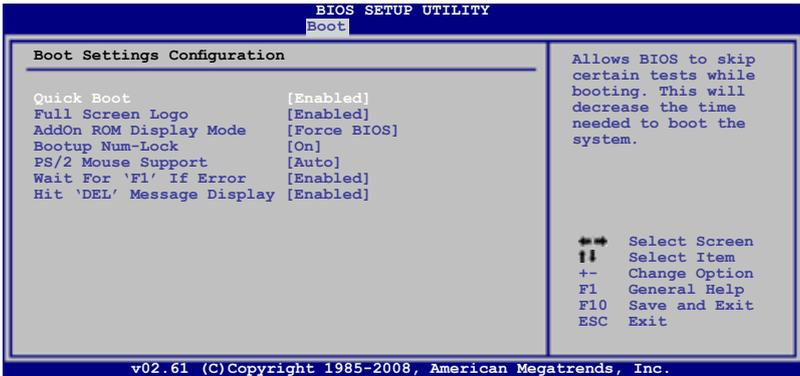 BIOS SETUP UTILITY
Boot
Boot Settings Configuration
Quick Boot [Enabled]
Full Screen Logo [Enabled]
AddOn ROM Display Mode [Force BIOS]
Bootup Num-Lock [On]
PS/2 Mouse Support [Auto]
Wait For ‘F1’ If Error [Enabled]
Hit ‘DEL’ Message Display [Enabled]
Allows BIOS to skip
certain tests while
booting. This will
decrease the time
needed to boot the
system.
←→ Select Screen
↑↓ Select Item
+- Change Option
F1 General Help
F10 Save and Exit
ESC Exit
v02.61 (C)Copyright 1985-2008, American Megatrends, Inc.